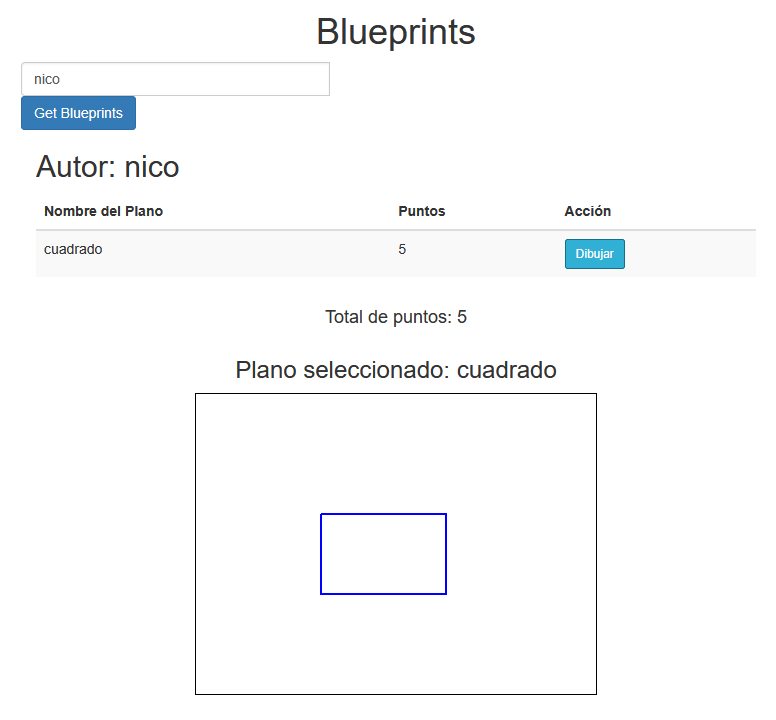 Blueprints
nico
Get Blueprints
Autor: nico
Nombre del Plano Puntos Acción
cuadrado 5 Dibujar
Total de puntos: 5
Plano seleccionado: cuadrado